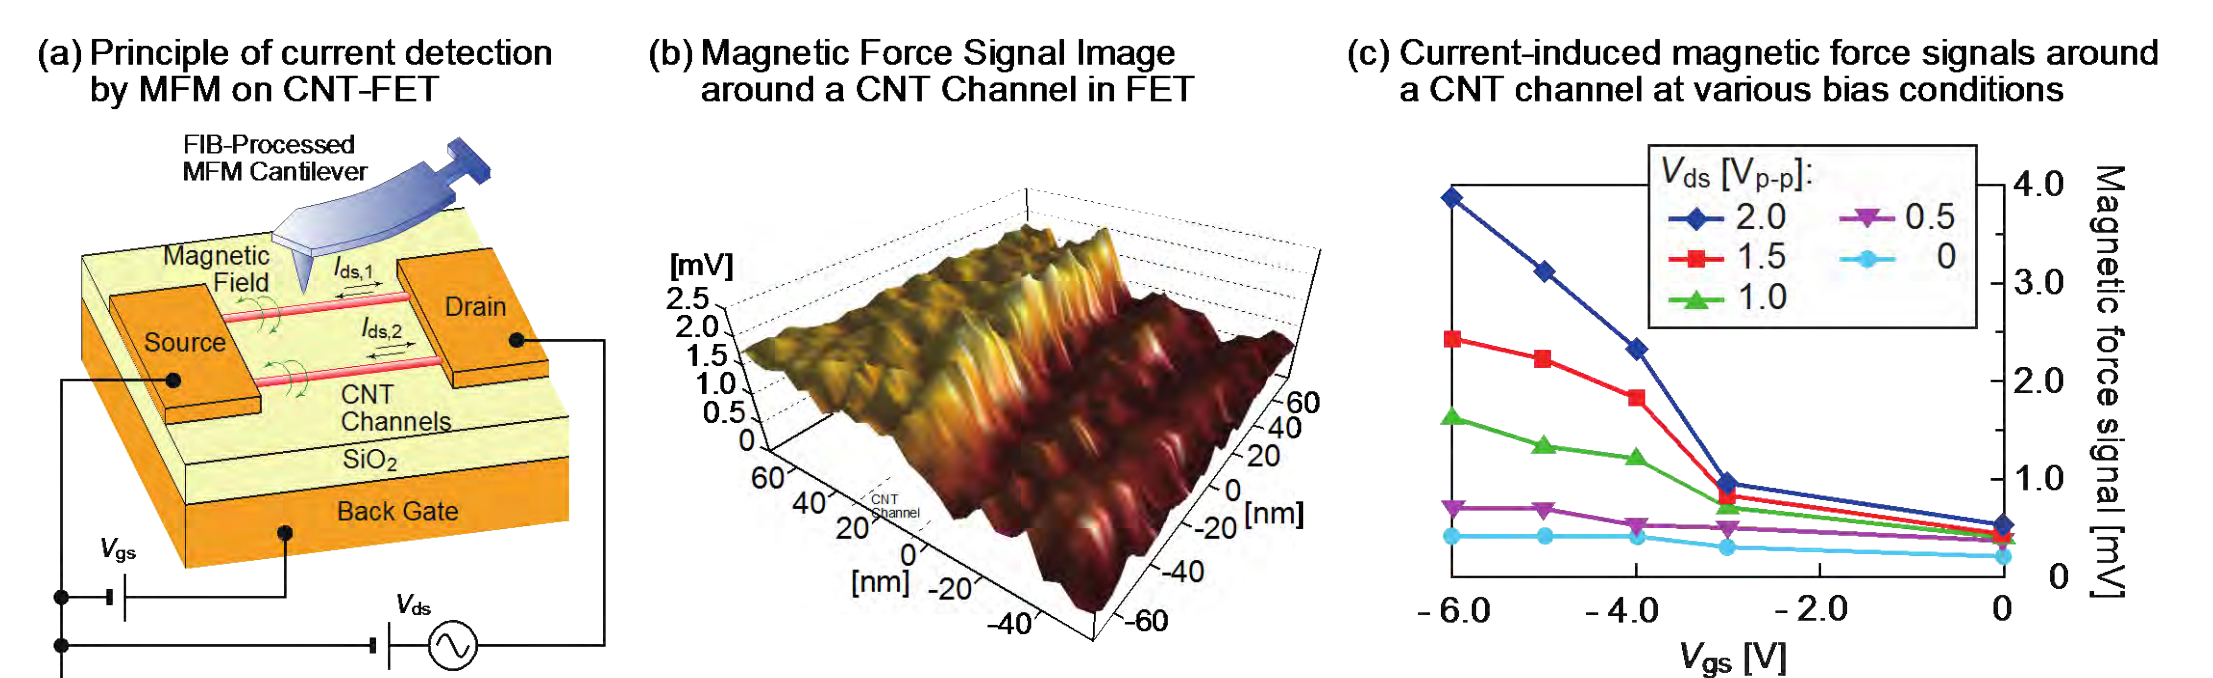 (a) Principle of current detection
by MFM on CNT-FET
FIB-Processed
MFM Cantilever
Magnetic
Field
Ids,1
Ids,2
Source
Drain
CNT
Channels
SiO2
Back Gate
Vgs
Vds
(b) Magnetic Force Signal Image
around a CNT Channel in FET
[mV]
2.5
2.0
1.5
1.0
0.5
0
60
40
20
0
-20
-40
[nm]
CNT
Channel
60
40
20
0
-20
-40
-60
[nm]
(c) Current-induced magnetic force signals around
a CNT channel at various bias conditions
Vds [Vp-p]:
2.0
0.5
1.5
0
1.0
4.0
3.0
2.0
1.0
0
Magnetic force signal [mV]
- 6.0
- 4.0
- 2.0
0
Vgs [V]